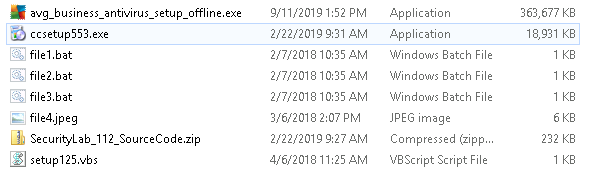 avg_business_antivirus_setup_offline.exe 9/11/2019 1:52 PM Application 363,677 KB
ccsetup553.exe 2/22/2019 9:31 AM Application 18,931 KB
file1.bat 2/7/2018 10:35 AM Windows Batch File 1 KB
file2.bat 2/7/2018 10:35 AM Windows Batch File 1 KB
file3.bat 2/7/2018 10:35 AM Windows Batch File 1 KB
file4.jpeg 3/6/2018 2:07 PM JPEG image 6 KB
SecurityLab_112_SourceCode.zip 2/22/2019 9:27 AM Compressed (zipp... 232 KB
setup125.vbs 4/6/2018 11:25 AM VBScript Script File 1 KB